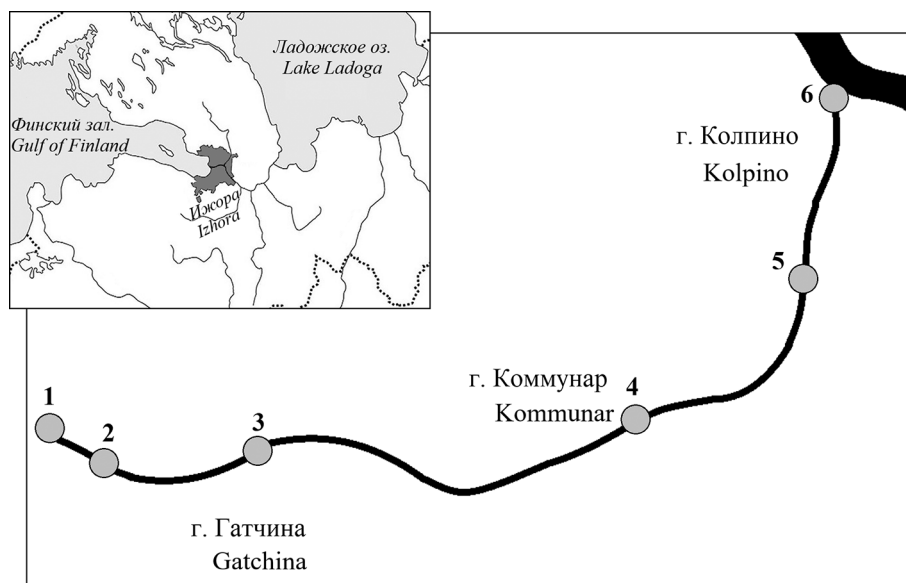 Ладожское оз.
Lake Ladoga
Финский зал.
Gulf of Finland
Ижора
Izhora
6
г. Колпино
Kolpino
5
г. Коммунар
Kommunar
4
1
2
3
г. Гатчина
Gatchina